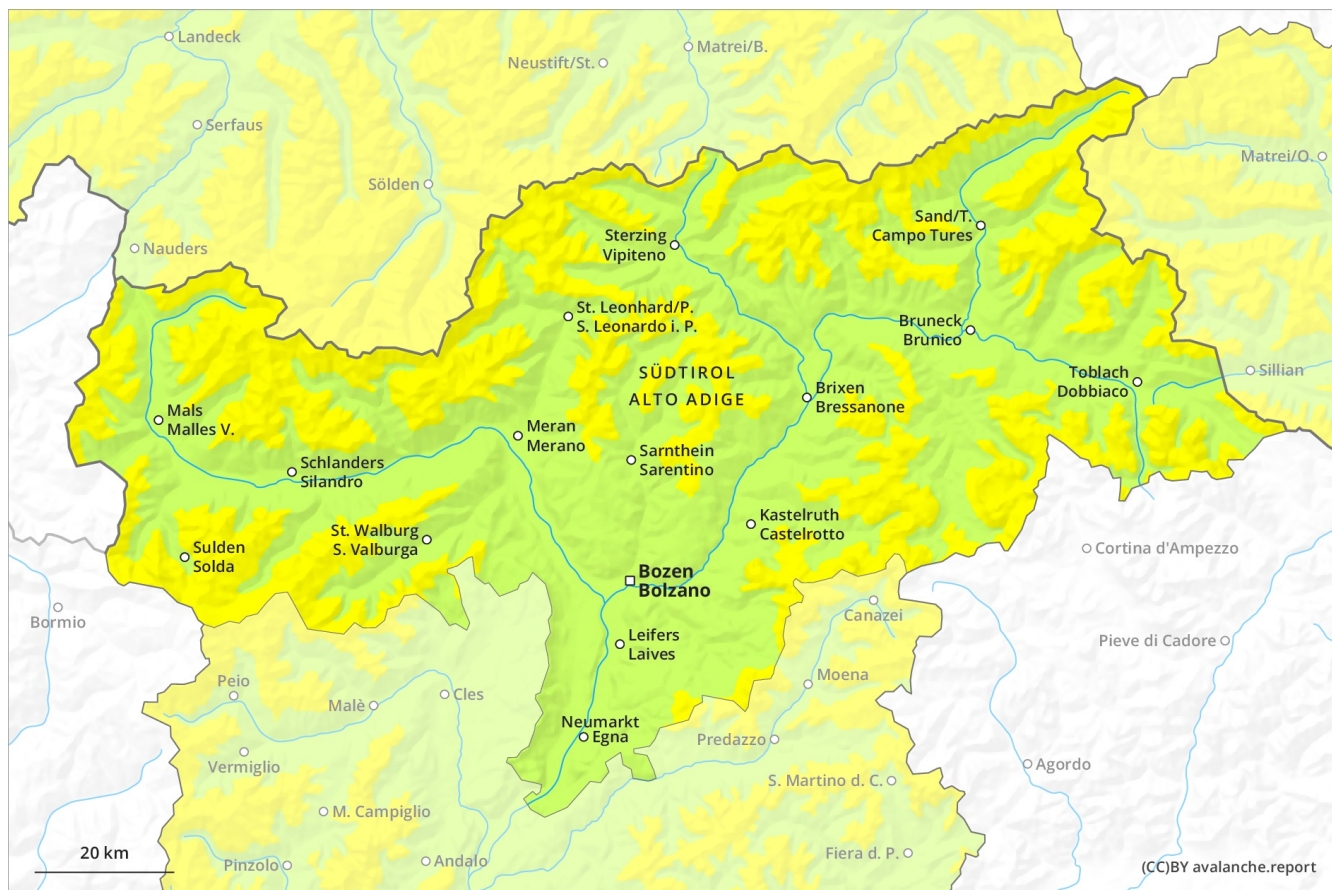 Landeck
Matrei/B.
Neustift/St.
Serfaus
Matrei/O.
Sölden
Nauders
Sand/T.
Campo Tures
Sterzing
Vipiteno
St. Leonhard/P.
S. Leonardo i. P.
Bruneck
Brunico
SÜDTIROL
ALTO ADIGE
Toblach
Dobbiaco
Sillian
Brixen
Bressanone
Mals
Malles V.
Meran
Merano
Sarnthein
Sarentino
Schlanders
Silandro
Kastelruth
Castelrotto
St. Walburg
S. Valburga
Sulden
Solda
Cortina d'Ampezzo
Bozen
Bolzano
Bormio
Canazei
Leifers
Laives
Pieve di Cadore
Peio
Moena
Cles
Malè
Neumarkt
Egna
Predazzo
Vermiglio
Agordo
S. Martino d. C.
M. Campiglio
20 km
Pinzolo
Andalo
Fiera d. P.
(CC)BY avalanche.report